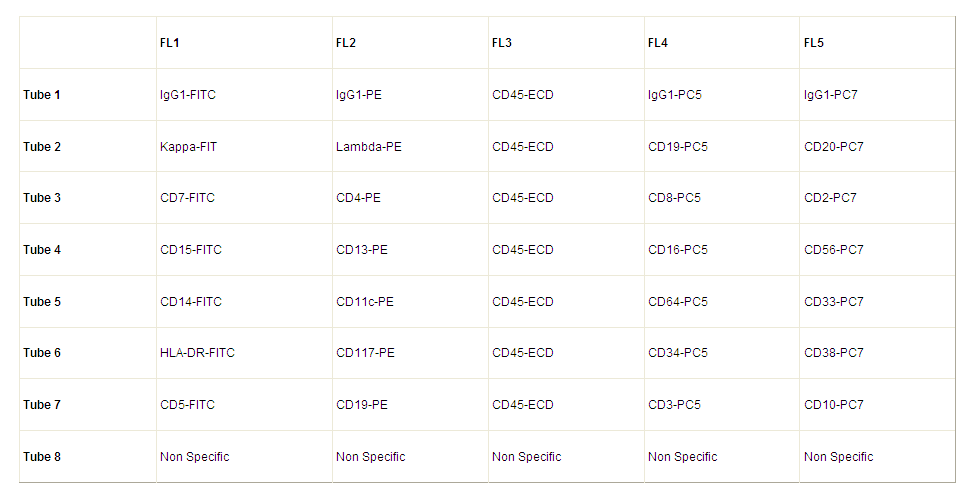 FL1 FL2 FL3 FL4 FL5
Tube 1 IgG1-FITC IgG1-PE CD45-ECD IgG1-PC5 IgG1-PC7
Tube 2 Kappa-FIT Lambda-PE CD45-ECD CD19-PC5 CD20-PC7
Tube 3 CD7-FITC CD4-PE CD45-ECD CD8-PC5 CD2-PC7
Tube 4 CD15-FITC CD13-PE CD45-ECD CD16-PC5 CD56-PC7
Tube 5 CD14-FITC CD11c-PE CD45-ECD CD64-PC5 CD33-PC7
Tube 6 HLA-DR-FITC CD117-PE CD45-ECD CD34-PC5 CD38-PC7
Tube 7 CD5-FITC CD19-PE CD45-ECD CD3-PC5 CD10-PC7
Tube 8 Non Specific Non Specific Non Specific Non Specific Non Specific